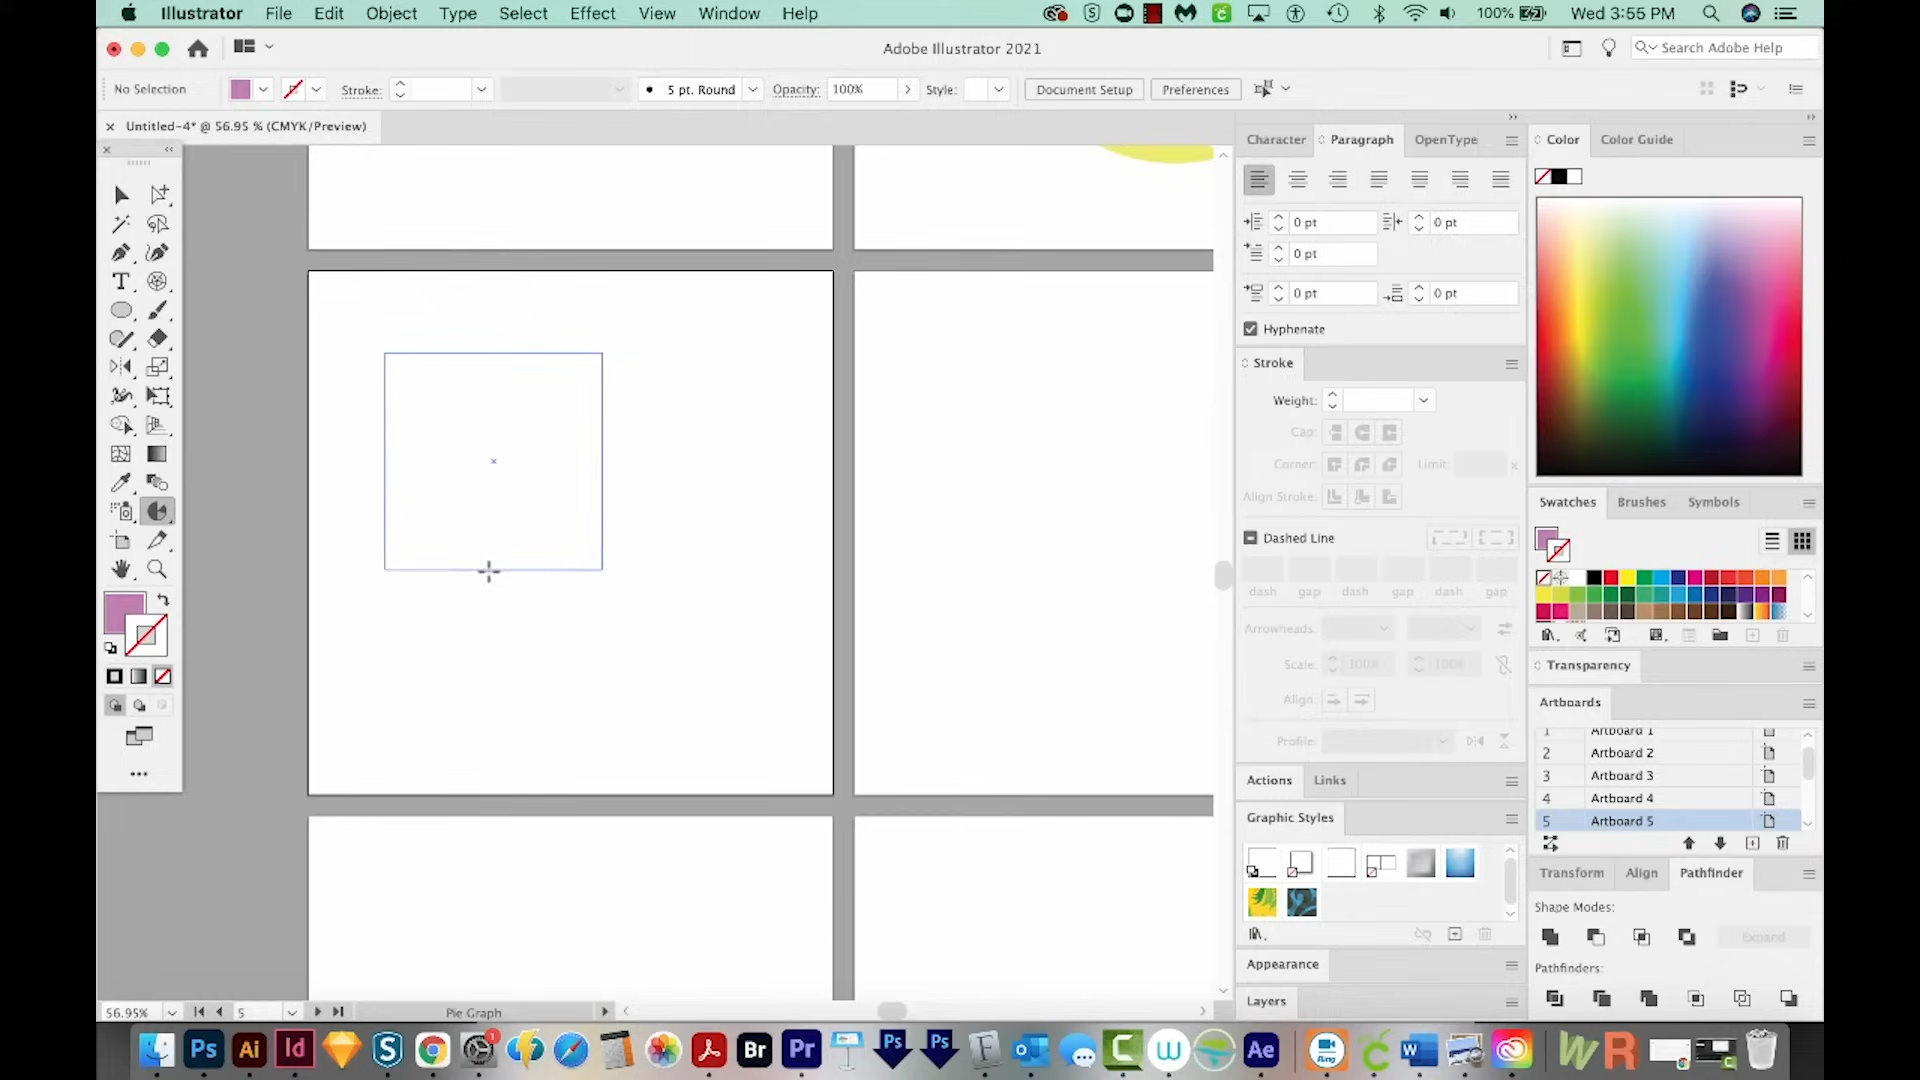 Illustrator File Edit Object Type Select Effect View Window Help
100% Wed 3:55 PM
Adobe Illustrator 2021
Search Adobe Help
No Selection
Stroke:
5 pt. Round
Opacity: 100%
Style:
Document Setup
Preferences
Untitled-4* @ 56.95 % (CMYK/Preview)
Character Paragraph OpenType
0 pt 0 pt
0 pt
0 pt 0 pt
Hyphenate
Stroke
Weight:
Cap:
Corner: Limit:
Align Stroke:
Dashed Line
dash gap dash gap dash gap
Arrowheads:
Scale: 100% 100%
Align:
Profile:
Actions Links
Graphic Styles
Appearance
Layers
Color Color Guide
Swatches Brushes Symbols
Transparency
Artboards
1 Artboard 1
2 Artboard 2
3 Artboard 3
4 Artboard 4
5 Artboard 5
Transform Align Pathfinder
Shape Modes:
Expand
Pathfinders:
56.95% 5 Pie Graph
Ps Ai Id S 1 Br Pr Ps Ps F C W Ae Ring C W W R